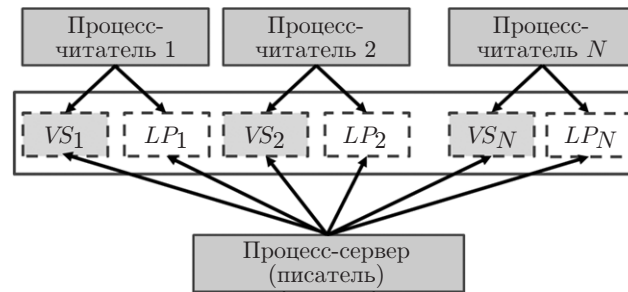 Процесс-
читатель 1
Процесс-
читатель 2
Процесс-
читатель N
VS1
LP1
VS2
LP2
VSN
LPN
Процесс-сервер
(писатель)